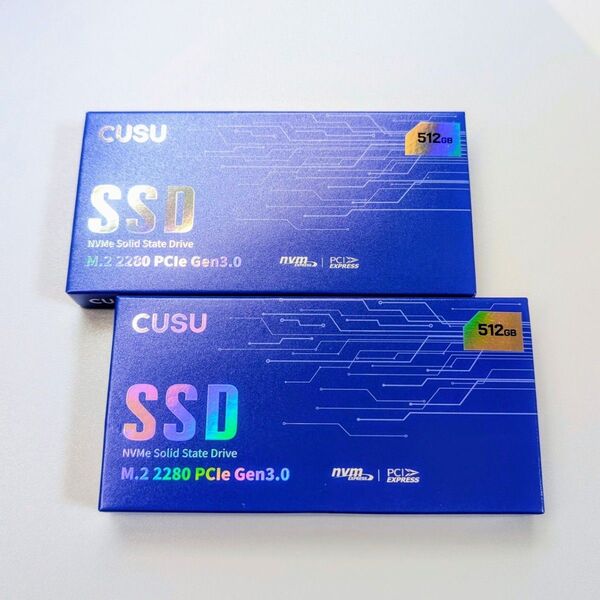 CUSU
512GB
SSD
NVMe Solid State Drive
M.2 2280 PCIe Gen3.0
nvm EXPRESS
PCI EXPRESS
CUSU
CUSU
512GB
SSD
NVMe Solid State Drive
M.2 2280 PCIe Gen3.0
nvm EXPRESS
PCI EXPRESS